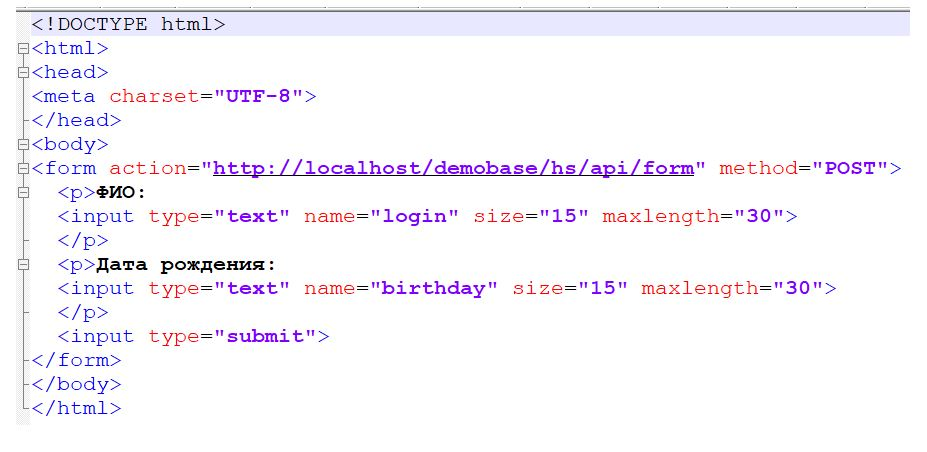 <!DOCTYPE html>
<html>
<head>
<meta charset="UTF-8">
</head>
<body>
<form action="http://localhost/demobase/hs/api/form" method="POST">
<p>ФИО:
<input type="text" name="login" size="15" maxlength="30">
</p>
<p>Дата рождения:
<input type="text" name="birthday" size="15" maxlength="30">
</p>
<input type="submit">
</form>
</body>
</html>